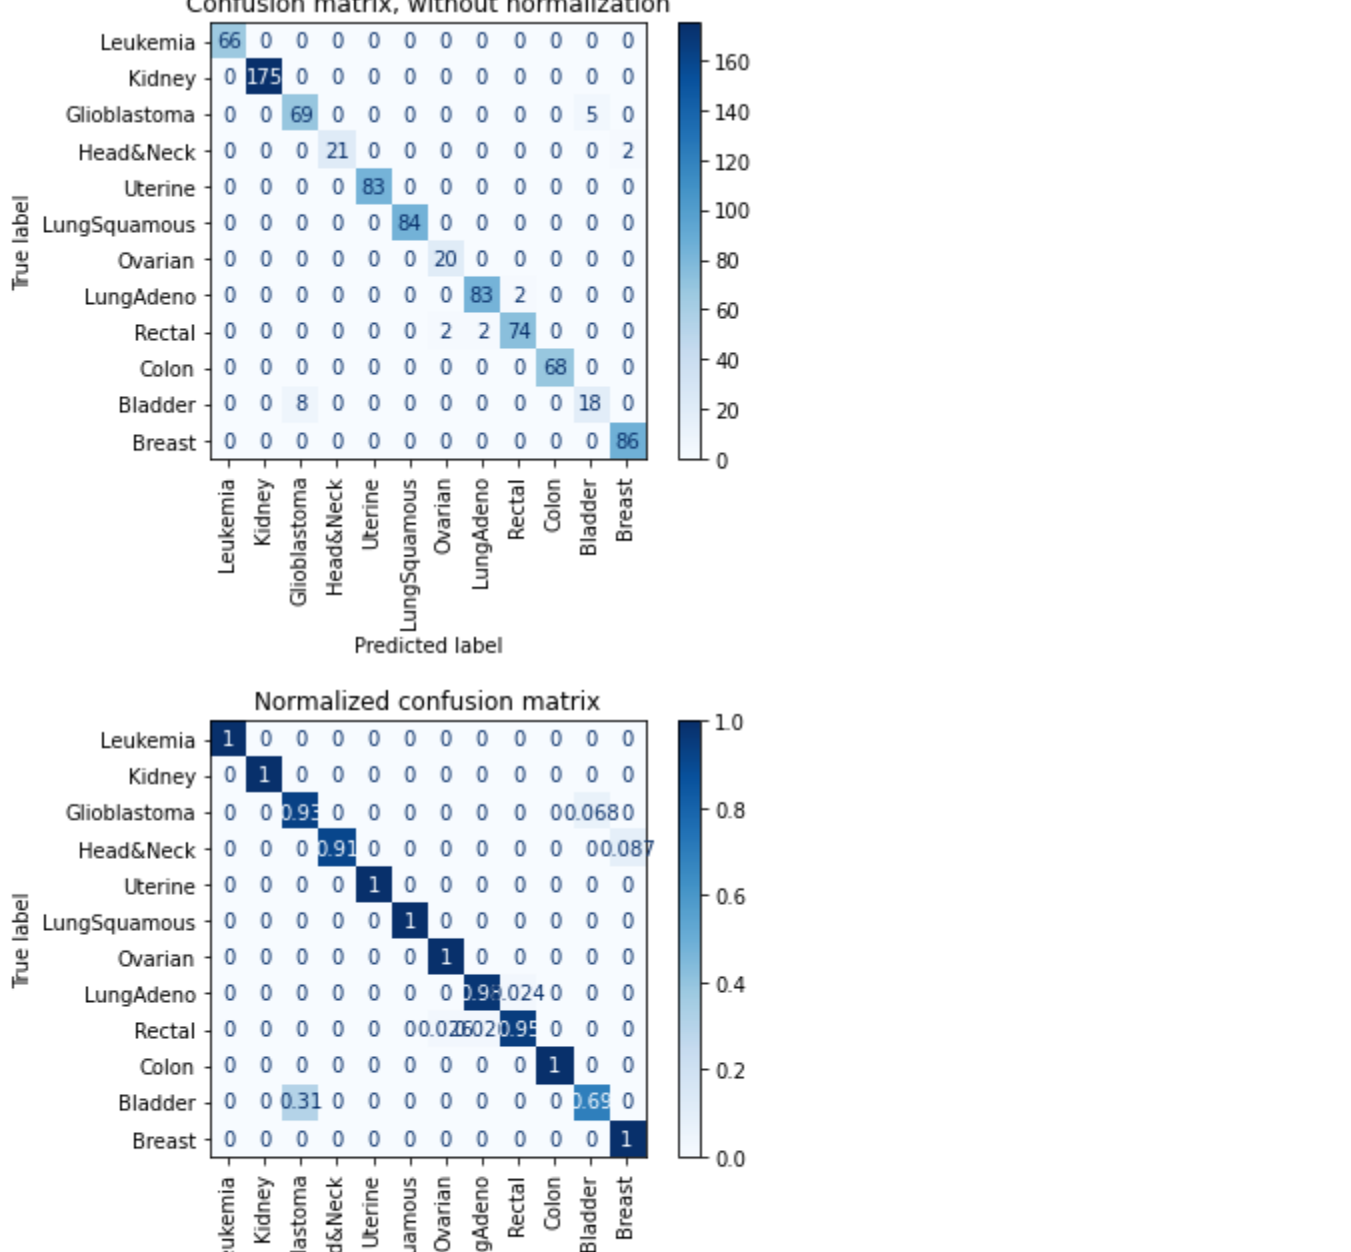 Confusion matrix, without normalization
Leukemia 66 0 0 0 0 0 0 0 0 0 0 0
Kidney 0 175 0 0 0 0 0 0 0 0 0 0
Glioblastoma 0 0 69 0 0 0 0 0 0 0 5 0
Head&Neck 0 0 0 21 0 0 0 0 0 0 0 2
Uterine 0 0 0 0 83 0 0 0 0 0 0 0
LungSquamous 0 0 0 0 0 84 0 0 0 0 0 0
Ovarian 0 0 0 0 0 0 20 0 0 0 0 0
LungAdeno 0 0 0 0 0 0 0 83 2 0 0 0
Rectal 0 0 0 0 0 0 2 2 74 0 0 0
Colon 0 0 0 0 0 0 0 0 0 68 0 0
Bladder 0 0 8 0 0 0 0 0 0 0 18 0
Breast 0 0 0 0 0 0 0 0 0 0 0 86
True label
160
140
120
100
80
60
40
20
0
Leukemia
Kidney
Glioblastoma
Head&Neck
Uterine
LungSquamous
Ovarian
LungAdeno
Rectal
Colon
Bladder
Breast
Predicted label
Normalized confusion matrix
Leukemia 1 0 0 0 0 0 0 0 0 0 0 0
Kidney 0 1 0 0 0 0 0 0 0 0 0 0
Glioblastoma 0 0 0.93 0 0 0 0 0 0 0 0.068 0
Head&Neck 0 0 0 0.91 0 0 0 0 0 0 0 0.087
Uterine 0 0 0 0 1 0 0 0 0 0 0 0
LungSquamous 0 0 0 0 0 1 0 0 0 0 0 0
Ovarian 0 0 0 0 0 0 1 0 0 0 0 0
LungAdeno 0 0 0 0 0 0 0 0.98 .024 0 0 0
Rectal 0 0 0 0 0 0 0.026 0.95 0 0 0
Colon 0 0 0 0 0 0 0 0 0 1 0 0
Bladder 0 0 0.31 0 0 0 0 0 0 0 0.69 0
Breast 0 0 0 0 0 0 0 0 0 0 0 1
True label
1.0
0.8
0.6
0.4
0.2
0.0
ukemia
Kidney
lastoma
d&Neck
Uterine
uamous
Ovarian
gAdeno
Rectal
Colon
Bladder
Breast